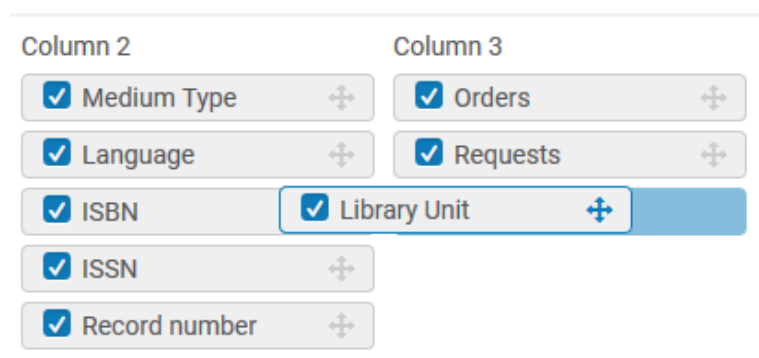 Column 2
Column 3
Medium Type
Orders
Language
Requests
ISBN
Library Unit
ISSN
Record number